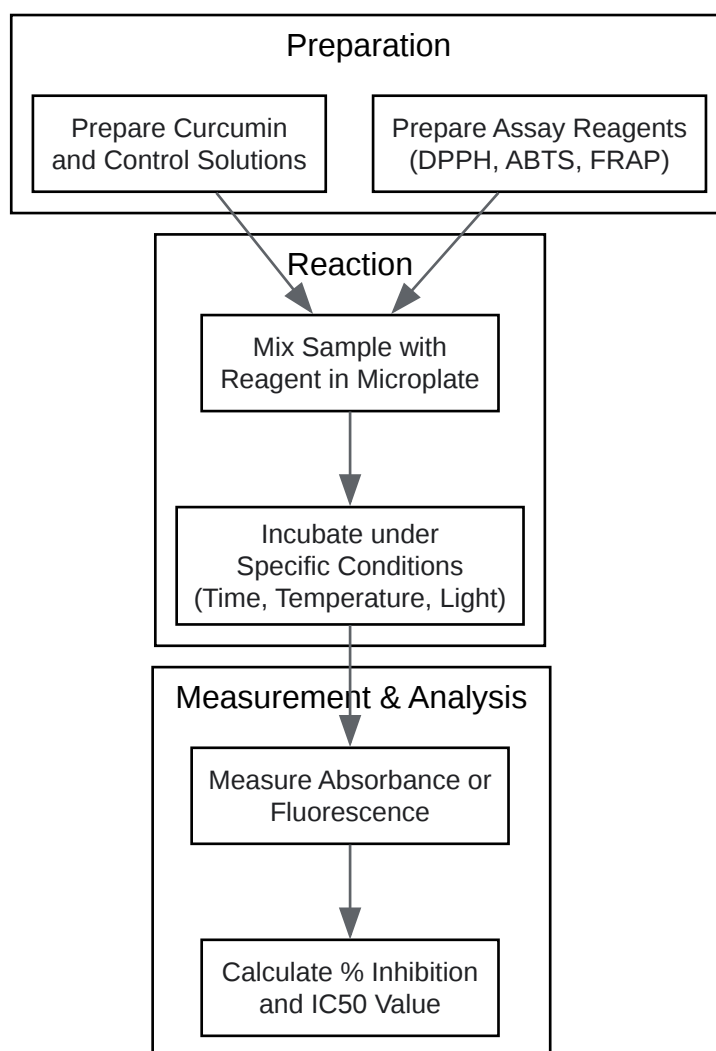 Preparation
Prepare Curcumin
and Control Solutions
Prepare Assay Reagents
(DPPH, ABTS, FRAP)
Reaction
Mix Sample with
Reagent in Microplate
Incubate under
Specific Conditions
(Time, Temperature, Light)
Measurement & Analysis
Measure Absorbance or
Fluorescence
Calculate % Inhibition
and IC50 Value